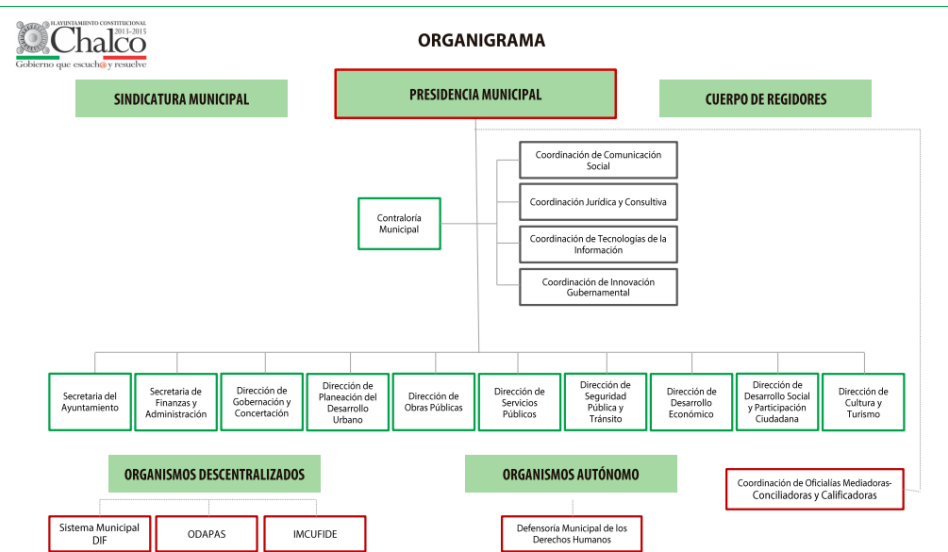 H. AYUNTAMIENTO CONSTITUCIONAL
2013-2015
Chalco
Gobierno que escuch@ y resuelve
ORGANIGRAMA
SINDICATURA MUNICIPAL
PRESIDENCIA MUNICIPAL
CUERPO DE REGIDORES
Coordinación de Comunicación
Social
Coordinación Jurídica y Consultiva
Contraloría
Municipal
Coordinación de Tecnologías de la
Información
Coordinación de Innovación
Gubernamental
Secretaria del
Ayuntamiento
Secretaria de
Finanzas y
Administración
Dirección de
Gobernación y
Concertación
Dirección de
Planeación del
Desarrollo
Urbano
Dirección de
Obras Públicas
Dirección de
Servicios
Públicos
Dirección de
Seguridad
Pública y
Tránsito
Dirección de
Desarrollo
Económico
Dirección de
Desarrollo Social
y Participación
Ciudadana
Dirección de
Cultura y
Turismo
ORGANISMOS DESCENTRALIZADOS
ORGANISMOS AUTÓNOMO
Coordinación de Oficialías Mediadoras-
Conciliadoras y Calificadoras
Sistema Municipal
DIF
ODAPAS
IMCUFIDE
Defensoría Municipal de los
Derechos Humanos